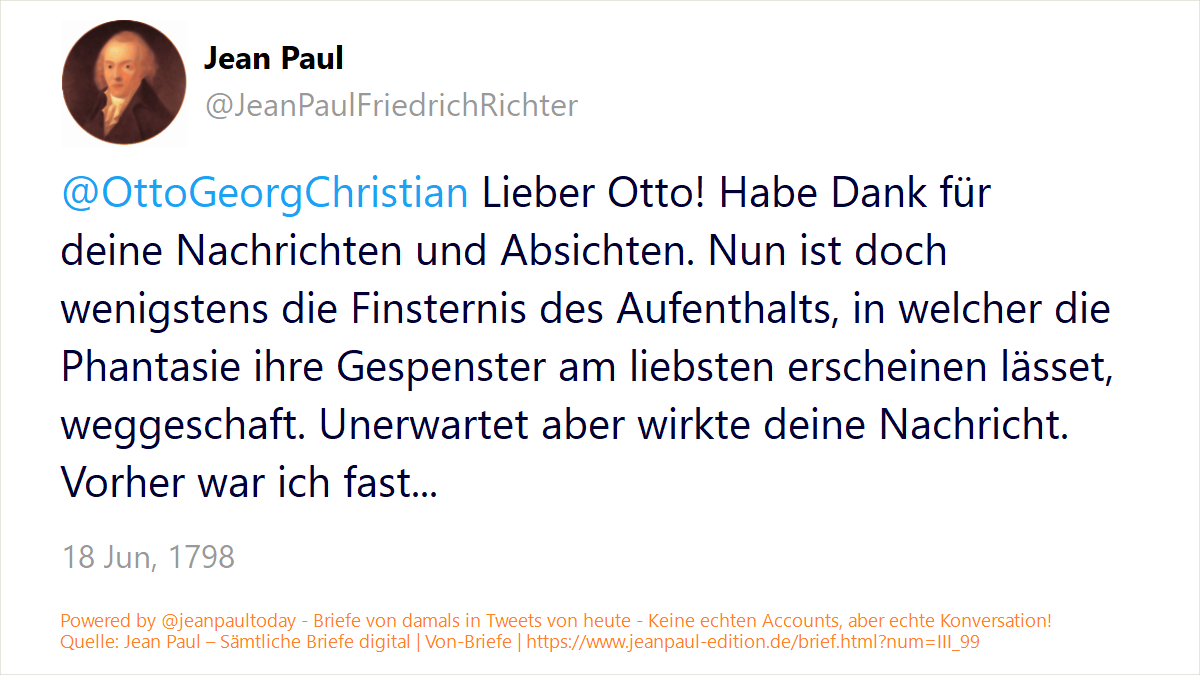 Jean Paul
@JeanPaulFriedrichRichter
@OttoGeorgChristian Lieber Otto! Habe Dank für
deine Nachrichten und Absichten. Nun ist doch
wenigstens die Finsternis des Aufenthalts, in welcher die
Phantasie ihre Gespenster am liebsten erscheinen lässet,
weggeschaft. Unerwartet aber wirkte deine Nachricht.
Vorher war ich fast...
18 Jun, 1798
Powered by @jeanpaultoday - Briefe von damals in Tweets von heute - Keine echten Accounts, aber echte Konversation!
Quelle: Jean Paul – Sämtliche Briefe digital | Von-Briefe | https://www.jeanpaul-edition.de/brief.html?num=III_99